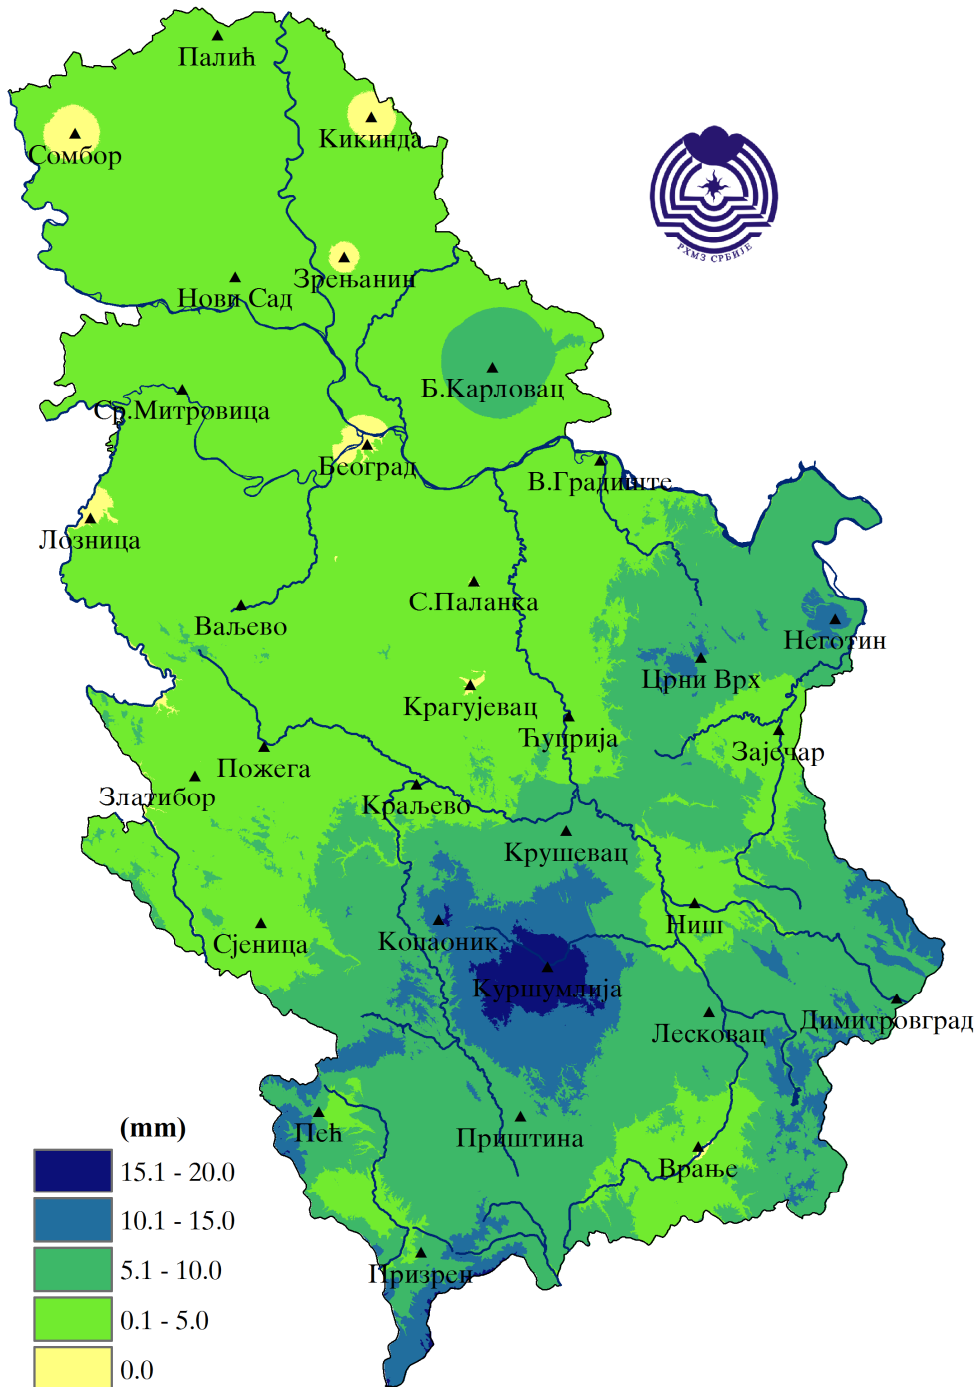 Палић
Кикинда
Сомбор
Зрењанин
Нови Сад
Б.Карловац
Ср.Митровица
Београд
В.Градиште
Лозница
С.Паланка
Ваљево
Неготин
Црни Врх
Крагујевац
Ћуприја
Зајечар
Пожега
Златибор
Краљево
Крушевац
Ниш
Сјеница
Копаоник
Куршумлија
Димитровград
Лесковац
Пећ
Приштина
Врање
Призрен
РХМЗ СРБИЈЕ
(mm)
15.1 - 20.0
10.1 - 15.0
5.1 - 10.0
0.1 - 5.0
0.0